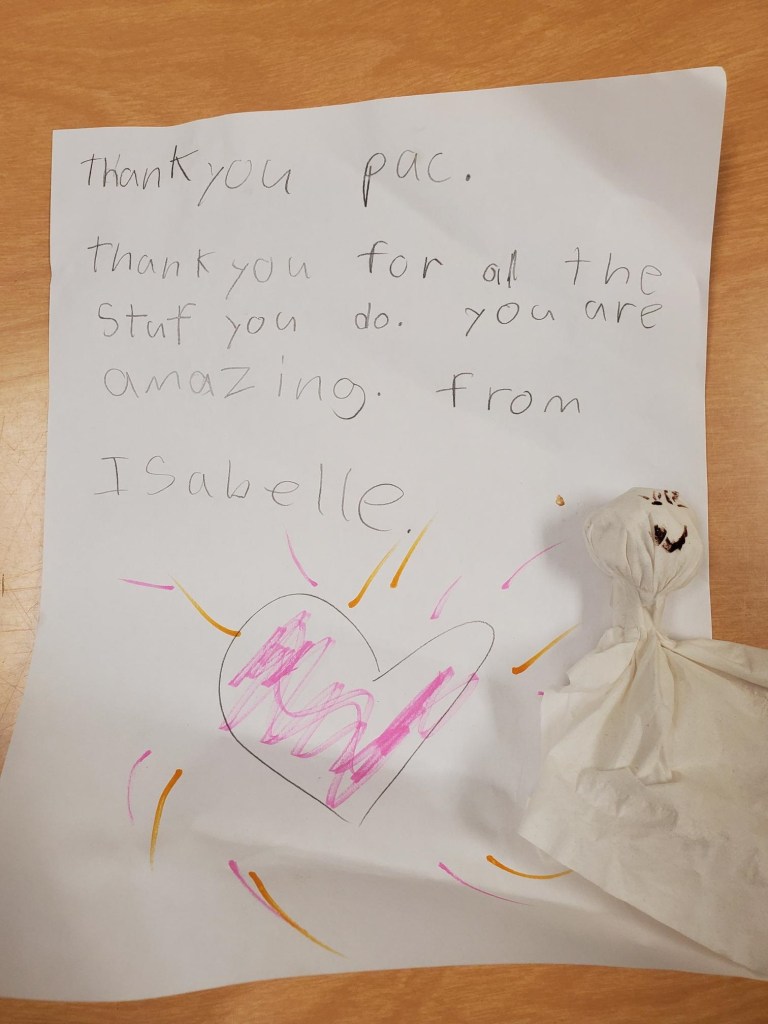 thank you pac.
thank you for all the
Stuf you do. you are
amazing. from
Isabelle.